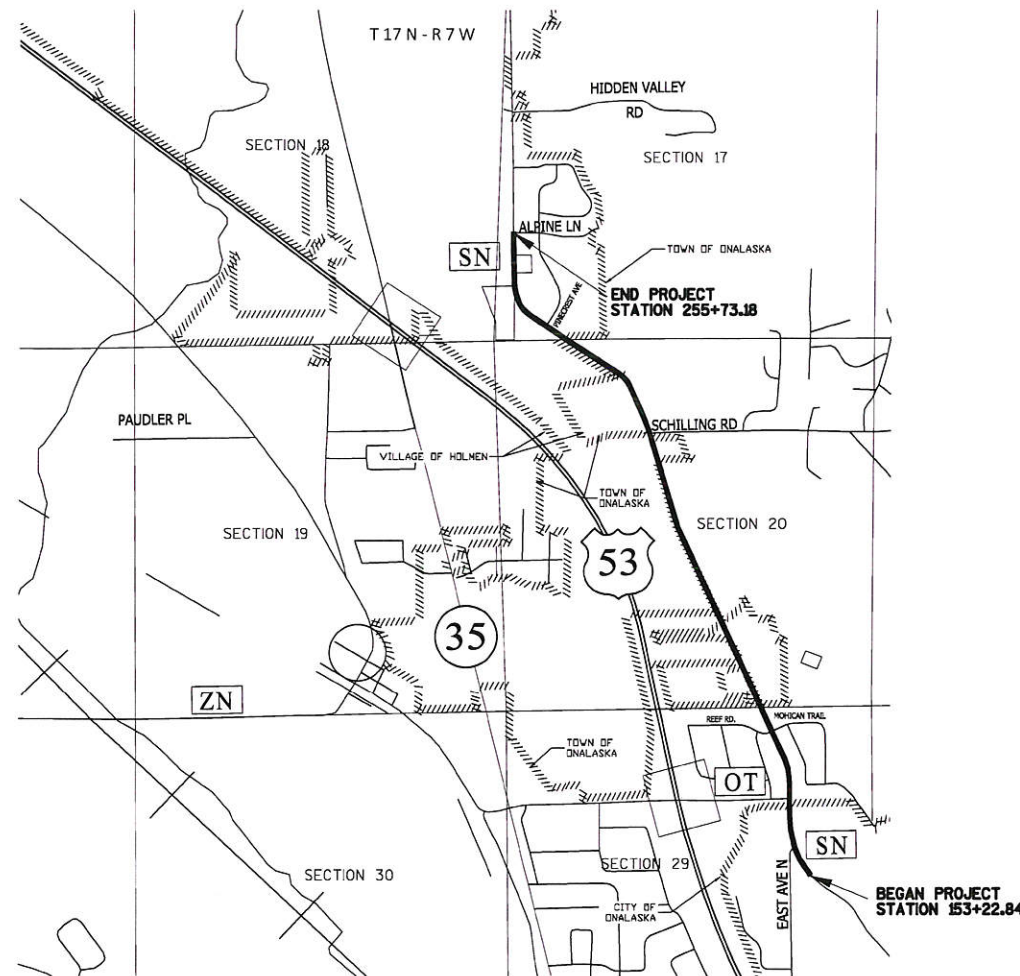 T 17 N - R 7 W
HIDDEN VALLEY
RD
SECTION 18
SECTION 17
ALPINE LN
SN
TOWN OF ONALASKA
END PROJECT
STATION 255+73.18
PINECREST AVE
PAUDLER PL
SCHILLING RD
VILLAGE OF HOLMEN
TOWN OF
ONALASKA
SECTION 19
SECTION 20
53
35
ZN
REEF RD.
MOHICAN TRAIL
TOWN OF
ONALASKA
OT
SN
SECTION 29
SECTION 30
EAST AVE N
BEGAN PROJECT
STATION 153+22.84
CITY OF
ONALASKA